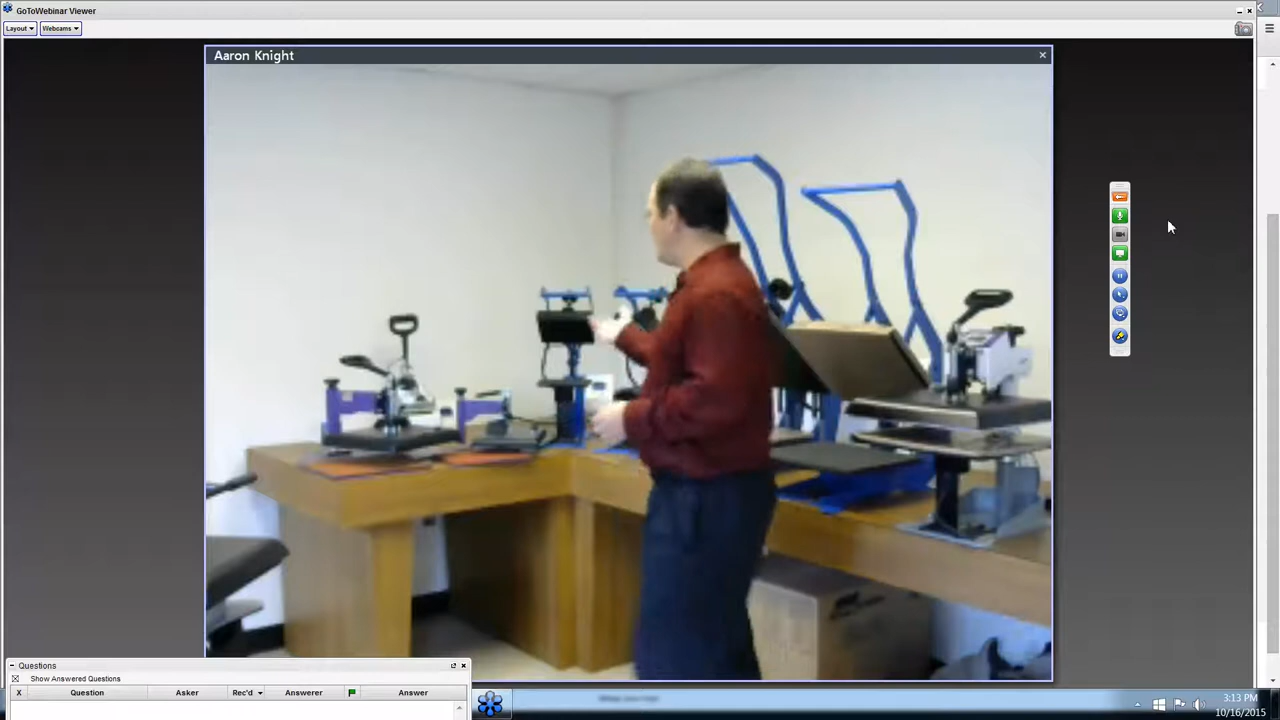 GoToWebinar Viewer
Layout
Webcams
Aaron Knight
Questions
Show Answered Questions
X Question Asker Rec'd Answerer Answer
3:13 PM
10/16/2015